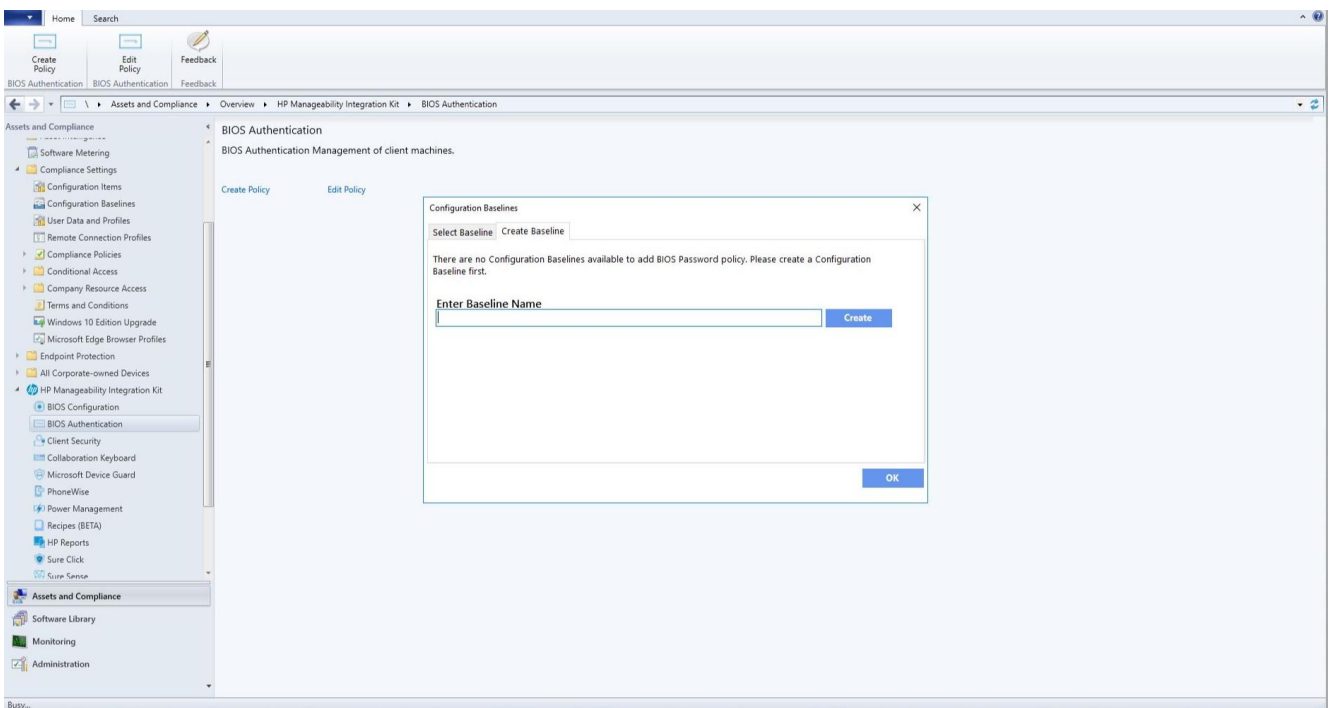 Home Search
Create Policy
Edit Policy
Feedback
BIOS Authentication BIOS Authentication Feedback
\ Assets and Compliance Overview HP Manageability Integration Kit BIOS Authentication
Assets and Compliance
Software Metering
Compliance Settings
Configuration Items
Configuration Baselines
User Data and Profiles
Remote Connection Profiles
Compliance Policies
Conditional Access
Company Resource Access
Terms and Conditions
Windows 10 Edition Upgrade
Microsoft Edge Browser Profiles
Endpoint Protection
All Corporate-owned Devices
HP Manageability Integration Kit
BIOS Configuration
BIOS Authentication
Client Security
Collaboration Keyboard
Microsoft Device Guard
PhoneWise
Power Management
Recipes (BETA)
HP Reports
Sure Click
Sure Sense
Assets and Compliance
Software Library
Monitoring
Administration
Busy...
BIOS Authentication
BIOS Authentication Management of client machines.
Create Policy Edit Policy
Configuration Baselines
Select Baseline Create Baseline
There are no Configuration Baselines available to add BIOS Password policy. Please create a Configuration
Baseline first.
Enter Baseline Name
Create
OK